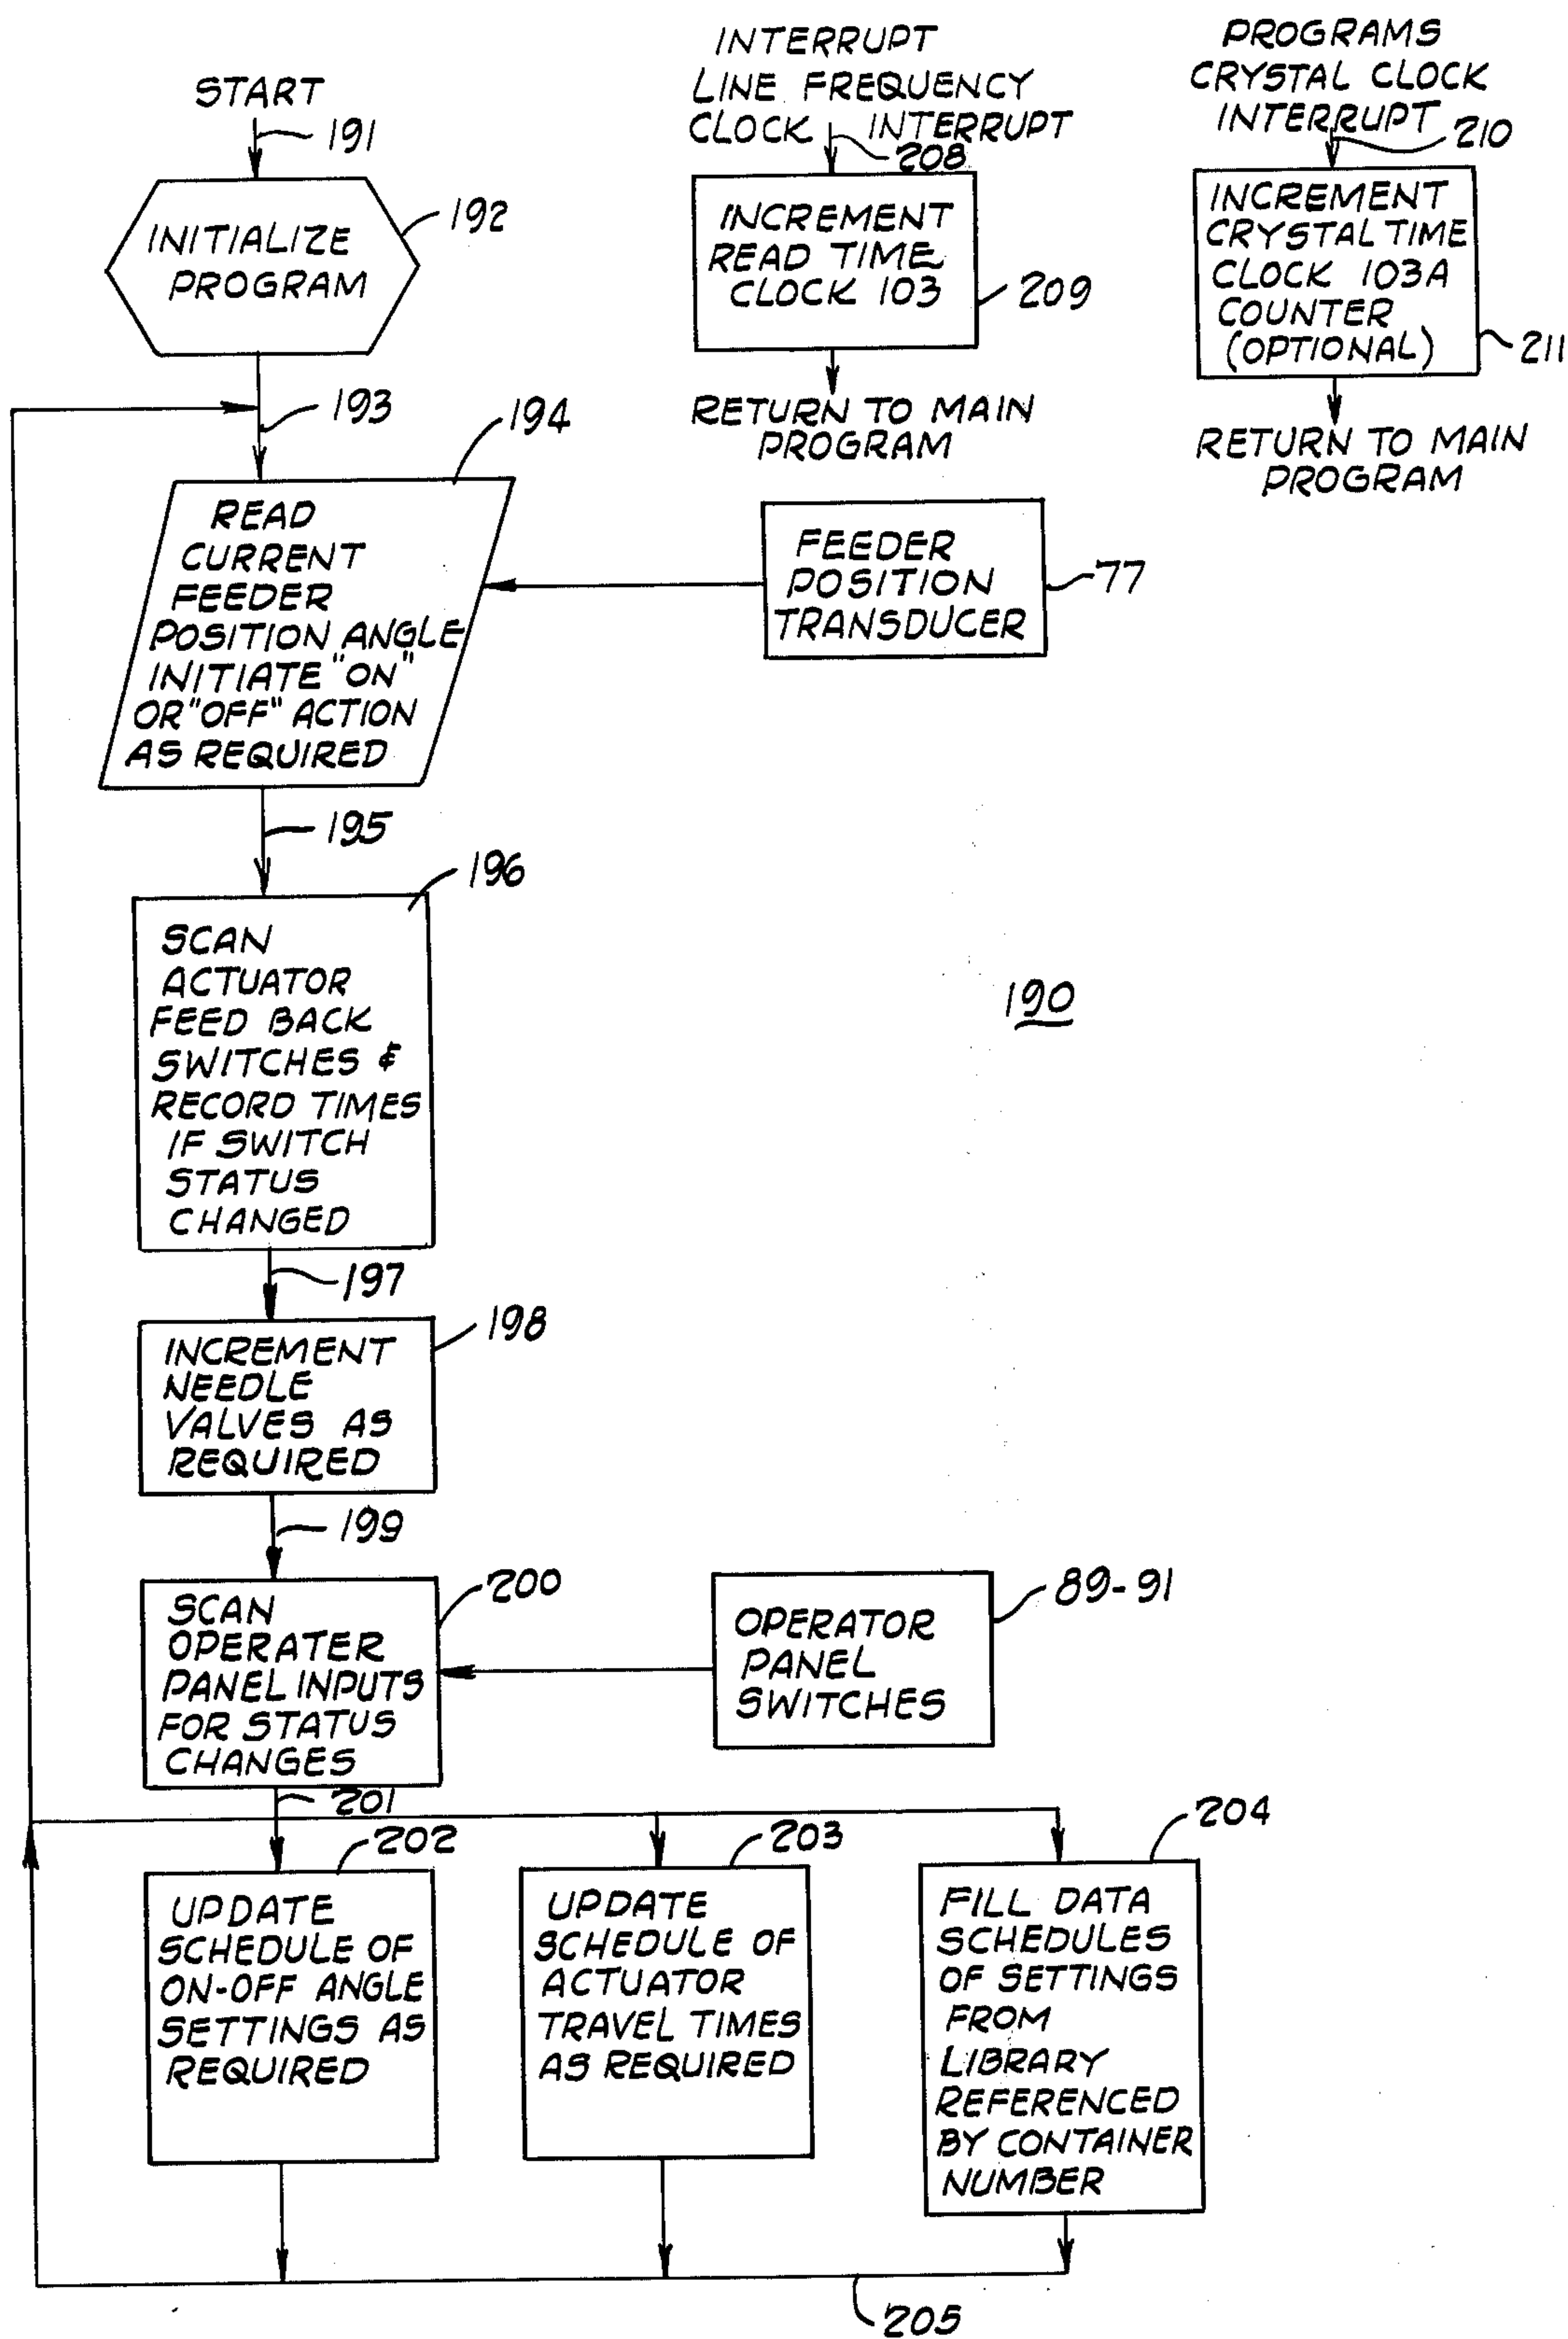 START
191
INITIALIZE
PROGRAM
192
193
INTERRUPT
LINE FREQUENCY
CLOCK INTERRUPT
208
INCREMENT
READ TIME
CLOCK 103
209
RETURN TO MAIN
PROGRAM
PROGRAMS
CRYSTAL CLOCK
INTERRUPT
210
INCREMENT
CRYSTAL TIME
CLOCK 103A
COUNTER
(OPTIONAL)
211
RETURN TO MAIN
PROGRAM
194
READ
CURRENT
FEEDER
POSITION ANGLE
INITIATE "ON"
OR "OFF" ACTION
AS REQUIRED
FEEDER
POSITION
TRANSDUCER
77
195
196
SCAN
ACTUATOR
FEED BACK
SWITCHES &
RECORD TIMES
IF SWITCH
STATUS
CHANGED
190
197
198
INCREMENT
NEEDLE
VALVES AS
REQUIRED
199
200
SCAN
OPERATER
PANEL INPUTS
FOR STATUS
CHANGES
OPERATOR
PANEL
SWITCHES
89-91
201
202
UPDATE
SCHEDULE OF
ON-OFF ANGLE
SETTINGS AS
REQUIRED
203
UPDATE
SCHEDULE OF
ACTUATOR
TRAVEL TIMES
AS REQUIRED
204
FILL DATA
SCHEDULES
OF SETTINGS
FROM
LIBRARY
REFERENCED
BY CONTAINER
NUMBER
205